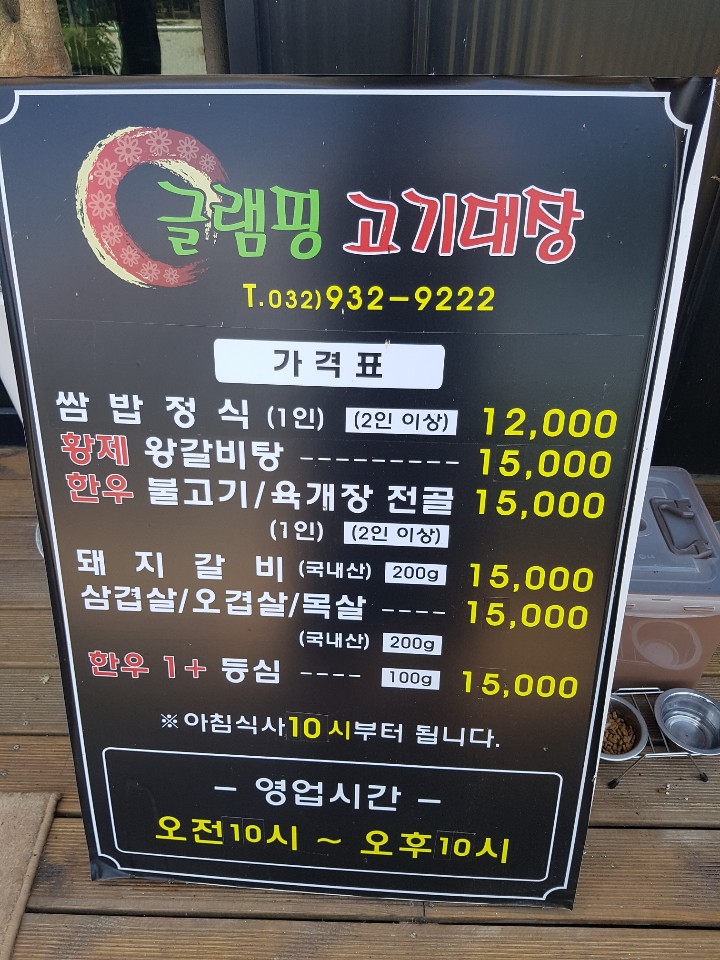 글램핑 고기대장
T.032)932-9222
가격표
쌈밥정식 (1인) (2인 이상) 12,000
황제 왕갈비탕 --------- 15,000
한우 불고기/육개장 전골 15,000
(1인) (2인 이상)
돼지갈비 (국내산) 200g 15,000
삼겹살/오겹살/목살 ---- 15,000
(국내산) 200g
한우 1+ 등심 ---- 100g 15,000
※아침식사10시부터 됩니다.
- 영업시간 -
오전10시 ~ 오후10시